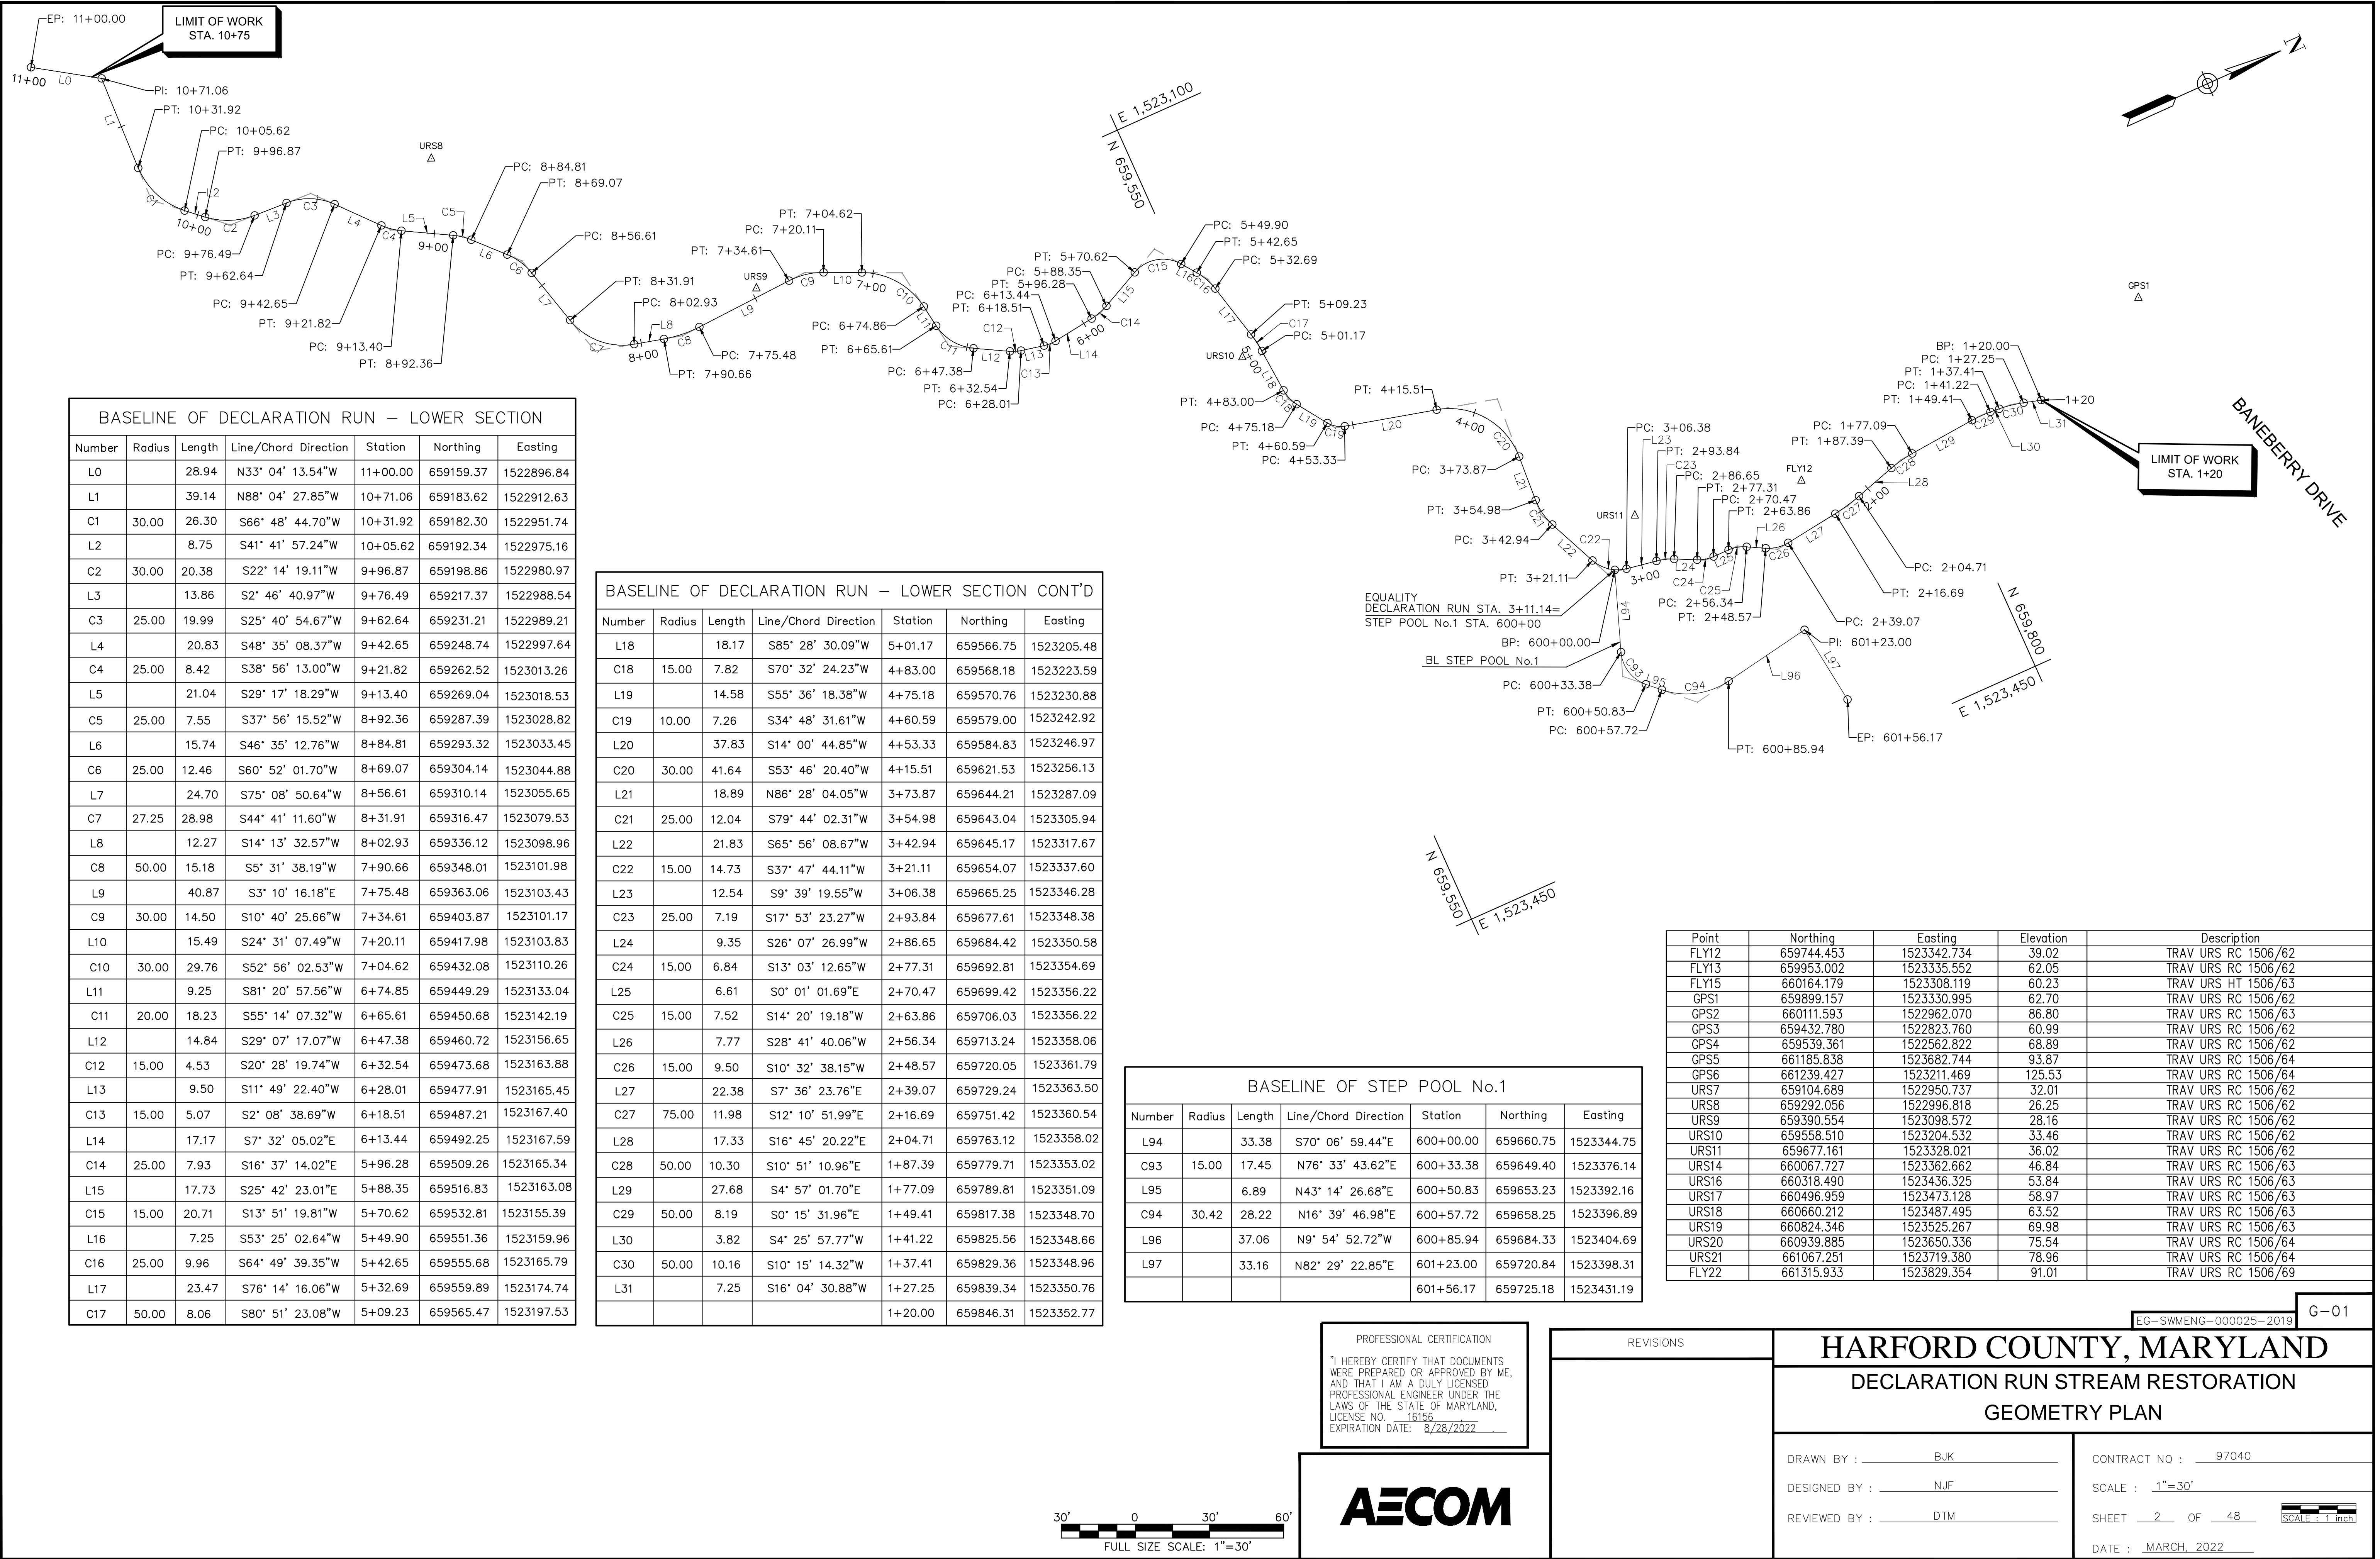 EP: 11+00.00
LIMIT OF WORK
STA. 10+75
11+00 L0
PI: 10+71.06
L1
PT: 10+31.92
PC: 10+05.62
PT: 9+96.87
C1
L2
10+00
C2
L3
C3
L4
PC: 9+76.49
PT: 9+62.64
PC: 9+42.65
PT: 9+21.82
PC: 9+13.40
PT: 8+92.36
URS8
C4
L5
9+00
C5
PC: 8+84.81
PT: 8+69.07
L6
C6
PC: 8+56.61
L7
PT: 8+31.91
C7
PC: 8+02.93
8+00
L8
C8
PT: 7+90.66
PC: 7+75.48
L9
URS9
PT: 7+34.61
PC: 7+20.11
PT: 7+04.62
C9
L10
7+00
C10
L11
PC: 6+74.86
PT: 6+65.61
C11
L12
PC: 6+47.38
PT: 6+32.54
PC: 6+28.01
C12
L13
C13
L14
PT: 6+18.51
PC: 6+13.44
PT: 5+96.28
PC: 5+88.35
PT: 5+70.62
6+00
C14
L15
C15
L16
C16
E 1,523,100
N 659,550
PC: 5+49.90
PT: 5+42.65
PC: 5+32.69
L17
PT: 5+09.23
C17
PC: 5+01.17
URS10
5+00
L18
C18
PT: 4+83.00
PC: 4+75.18
L19
PT: 4+60.59
C19
PC: 4+53.33
L20
PT: 4+15.51
4+00
C20
PC: 3+73.87
L21
PT: 3+54.98
C21
PC: 3+42.94
L22
PT: 3+21.11
C22
URS11
PC: 3+06.38
L23
PT: 2+93.84
C23
PC: 2+86.65
PT: 2+77.31
PC: 2+70.47
PT: 2+63.86
3+00
L24
C24
L25
C25
L26
C26
PC: 2+56.34
PT: 2+48.57
PC: 2+39.07
L27
PT: 2+16.69
C27
PC: 2+04.71
2+00
L28
FLY12
PT: 1+87.39
PC: 1+77.09
C28
L29
PT: 1+49.41
PC: 1+41.22
PT: 1+37.41
PC: 1+27.25
BP: 1+20.00
C29
L30
C30
L31
1+20
GPS1
N
LIMIT OF WORK
STA. 1+20
BANEBERRY DRIVE
EQUALITY
DECLARATION RUN STA. 3+11.14=
STEP POOL No.1 STA. 600+00
BP: 600+00.00
BL STEP POOL No.1
L94
PC: 600+33.38
C93
PT: 600+50.83
L95
PC: 600+57.72
C94
PT: 600+85.94
L96
PI: 601+23.00
L97
EP: 601+56.17
N 659,800
E 1,523,450
N 659,550
E 1,523,450
BASELINE OF DECLARATION RUN – LOWER SECTION
Number Radius Length Line/Chord Direction Station Northing Easting
L0 28.94 N33° 04' 13.54"W 11+00.00 659159.37 1522896.84
L1 39.14 N88° 04' 27.85"W 10+71.06 659183.62 1522912.63
C1 30.00 26.30 S66° 48' 44.70"W 10+31.92 659182.30 1522951.74
L2 8.75 S41° 41' 57.24"W 10+05.62 659192.34 1522975.16
C2 30.00 20.38 S22° 14' 19.11"W 9+96.87 659198.86 1522980.97
L3 13.86 S2° 46' 40.97"W 9+76.49 659217.37 1522988.54
C3 25.00 19.99 S25° 40' 54.67"W 9+62.64 659231.21 1522989.21
L4 20.83 S48° 35' 08.37"W 9+42.65 659248.74 1522997.64
C4 25.00 8.42 S38° 56' 13.00"W 9+21.82 659262.52 1523013.26
L5 21.04 S29° 17' 18.29"W 9+13.40 659269.04 1523018.53
C5 25.00 7.55 S37° 56' 15.52"W 8+92.36 659287.39 1523028.82
L6 15.74 S46° 35' 12.76"W 8+84.81 659293.32 1523033.45
C6 25.00 12.46 S60° 52' 01.70"W 8+69.07 659304.14 1523044.88
L7 24.70 S75° 08' 50.64"W 8+56.61 659310.14 1523055.65
C7 27.25 28.98 S44° 41' 11.60"W 8+31.91 659316.47 1523079.53
L8 12.27 S14° 13' 32.57"W 8+02.93 659336.12 1523098.96
C8 50.00 15.18 S5° 31' 38.19"W 7+90.66 659348.01 1523101.98
L9 40.87 S3° 10' 16.18"E 7+75.48 659363.06 1523103.43
C9 30.00 14.50 S10° 40' 25.66"W 7+34.61 659403.87 1523101.17
L10 15.49 S24° 31' 07.49"W 7+20.11 659417.98 1523103.83
C10 30.00 29.76 S52° 56' 02.53"W 7+04.62 659432.08 1523110.26
L11 9.25 S81° 20' 57.56"W 6+74.85 659449.29 1523133.04
C11 20.00 18.23 S55° 14' 07.32"W 6+65.61 659450.68 1523142.19
L12 14.84 S29° 07' 17.07"W 6+47.38 659460.72 1523156.65
C12 15.00 4.53 S20° 28' 19.74"W 6+32.54 659473.68 1523163.88
L13 9.50 S11° 49' 22.40"W 6+28.01 659477.91 1523165.45
C13 15.00 5.07 S2° 08' 38.69"W 6+18.51 659487.21 1523167.40
L14 17.17 S7° 32' 05.02"E 6+13.44 659492.25 1523167.59
C14 25.00 7.93 S16° 37' 14.02"E 5+96.28 659509.26 1523165.34
L15 17.73 S25° 42' 23.01"E 5+88.35 659516.83 1523163.08
C15 15.00 20.71 S13° 51' 19.81"W 5+70.62 659532.81 1523155.39
L16 7.25 S53° 25' 02.64"W 5+49.90 659551.36 1523159.96
C16 25.00 9.96 S64° 49' 39.35"W 5+42.65 659555.68 1523165.79
L17 23.47 S76° 14' 16.06"W 5+32.69 659559.89 1523174.74
C17 50.00 8.06 S80° 51' 23.08"W 5+09.23 659565.47 1523197.53
BASELINE OF DECLARATION RUN – LOWER SECTION CONT'D
Number Radius Length Line/Chord Direction Station Northing Easting
L18 18.17 S85° 28' 30.09"W 5+01.17 659566.75 1523205.48
C18 15.00 7.82 S70° 32' 24.23"W 4+83.00 659568.18 1523223.59
L19 14.58 S55° 36' 18.38"W 4+75.18 659570.76 1523230.88
C19 10.00 7.26 S34° 48' 31.61"W 4+60.59 659579.00 1523242.92
L20 37.83 S14° 00' 44.85"W 4+53.33 659584.83 1523246.97
C20 30.00 41.64 S53° 46' 20.40"W 4+15.51 659621.53 1523256.13
L21 18.89 N86° 28' 04.05"W 3+73.87 659644.21 1523287.09
C21 25.00 12.04 S79° 44' 02.31"W 3+54.98 659643.04 1523305.94
L22 21.83 S65° 56' 08.67"W 3+42.94 659645.17 1523317.67
C22 15.00 14.73 S37° 47' 44.11"W 3+21.11 659654.07 1523337.60
L23 12.54 S9° 39' 19.55"W 3+06.38 659665.25 1523346.28
C23 25.00 7.19 S17° 53' 23.27"W 2+93.84 659677.61 1523348.38
L24 9.35 S26° 07' 26.99"W 2+86.65 659684.42 1523350.58
C24 15.00 6.84 S13° 03' 12.65"W 2+77.31 659692.81 1523354.69
L25 6.61 S0° 01' 01.69"E 2+70.47 659699.42 1523356.22
C25 15.00 7.52 S14° 20' 19.18"W 2+63.86 659706.03 1523356.22
L26 7.77 S28° 41' 40.06"W 2+56.34 659713.24 1523358.06
C26 15.00 9.50 S10° 32' 38.15"W 2+48.57 659720.05 1523361.79
L27 22.38 S7° 36' 23.76"E 2+39.07 659729.24 1523363.50
C27 75.00 11.98 S12° 10' 51.99"E 2+16.69 659751.42 1523360.54
L28 17.33 S16° 45' 20.22"E 2+04.71 659763.12 1523358.02
C28 50.00 10.30 S10° 51' 10.96"E 1+87.39 659779.71 1523353.02
L29 27.68 S4° 57' 01.70"E 1+77.09 659789.81 1523351.09
C29 50.00 8.19 S0° 15' 31.96"E 1+49.41 659817.38 1523348.70
L30 3.82 S4° 25' 57.77"W 1+41.22 659825.56 1523348.66
C30 50.00 10.16 S10° 15' 14.32"W 1+37.41 659829.36 1523348.96
L31 7.25 S16° 04' 30.88"W 1+27.25 659839.34 1523350.76
1+20.00 659846.31 1523352.77
BASELINE OF STEP POOL No.1
Number Radius Length Line/Chord Direction Station Northing Easting
L94 33.38 S70° 06' 59.44"E 600+00.00 659660.75 1523344.75
C93 15.00 17.45 N76° 33' 43.62"E 600+33.38 659649.40 1523376.14
L95 6.89 N43° 14' 26.68"E 600+50.83 659653.23 1523392.16
C94 30.42 28.22 N16° 39' 46.98"E 600+57.72 659658.25 1523396.89
L96 37.06 N9° 54' 52.72"W 600+85.94 659684.33 1523404.69
L97 33.16 N82° 29' 22.85"E 601+23.00 659720.84 1523398.31
601+56.17 659725.18 1523431.19
Point Northing Easting Elevation Description
FLY12 659744.453 1523342.734 39.02 TRAV URS RC 1506/62
FLY13 659953.002 1523335.552 62.05 TRAV URS RC 1506/62
FLY15 660164.179 1523308.119 60.23 TRAV URS HT 1506/63
GPS1 659899.157 1523330.995 62.70 TRAV URS RC 1506/62
GPS2 660111.593 1522962.070 86.80 TRAV URS RC 1506/63
GPS3 659432.780 1522823.760 60.99 TRAV URS RC 1506/62
GPS4 659539.361 1522562.822 68.89 TRAV URS RC 1506/62
GPS5 661185.838 1523682.744 93.87 TRAV URS RC 1506/64
GPS6 661239.427 1523211.469 125.53 TRAV URS RC 1506/64
URS7 659104.689 1522950.737 32.01 TRAV URS RC 1506/62
URS8 659292.056 1522996.818 26.25 TRAV URS RC 1506/62
URS9 659390.554 1523098.572 28.16 TRAV URS RC 1506/62
URS10 659558.510 1523204.532 33.46 TRAV URS RC 1506/62
URS11 659677.161 1523328.021 36.02 TRAV URS RC 1506/62
URS14 660067.727 1523362.662 46.84 TRAV URS RC 1506/63
URS16 660318.490 1523436.325 53.84 TRAV URS RC 1506/63
URS17 660496.959 1523473.128 58.97 TRAV URS RC 1506/63
URS18 660660.212 1523487.495 63.52 TRAV URS RC 1506/63
URS19 660824.346 1523525.267 69.98 TRAV URS RC 1506/63
URS20 660939.885 1523650.336 75.54 TRAV URS RC 1506/64
URS21 661067.251 1523719.380 78.96 TRAV URS RC 1506/64
FLY22 661315.933 1523829.354 91.01 TRAV URS RC 1506/69
EG-SWMENG-000025-2019
G-01
PROFESSIONAL CERTIFICATION
"I HEREBY CERTIFY THAT DOCUMENTS
WERE PREPARED OR APPROVED BY ME,
AND THAT I AM A DULY LICENSED
PROFESSIONAL ENGINEER UNDER THE
LAWS OF THE STATE OF MARYLAND,
LICENSE NO. 16156 .
EXPIRATION DATE: 8/28/2022 .
REVISIONS
HARFORD COUNTY, MARYLAND
DECLARATION RUN STREAM RESTORATION
GEOMETRY PLAN
DRAWN BY : BJK
DESIGNED BY : NJF
REVIEWED BY : DTM
CONTRACT NO : 97040
SCALE : 1"=30'
SHEET 2 OF 48
SCALE : 1 inch
DATE : MARCH, 2022
AECOM
30' 0 30' 60'
FULL SIZE SCALE: 1"=30'